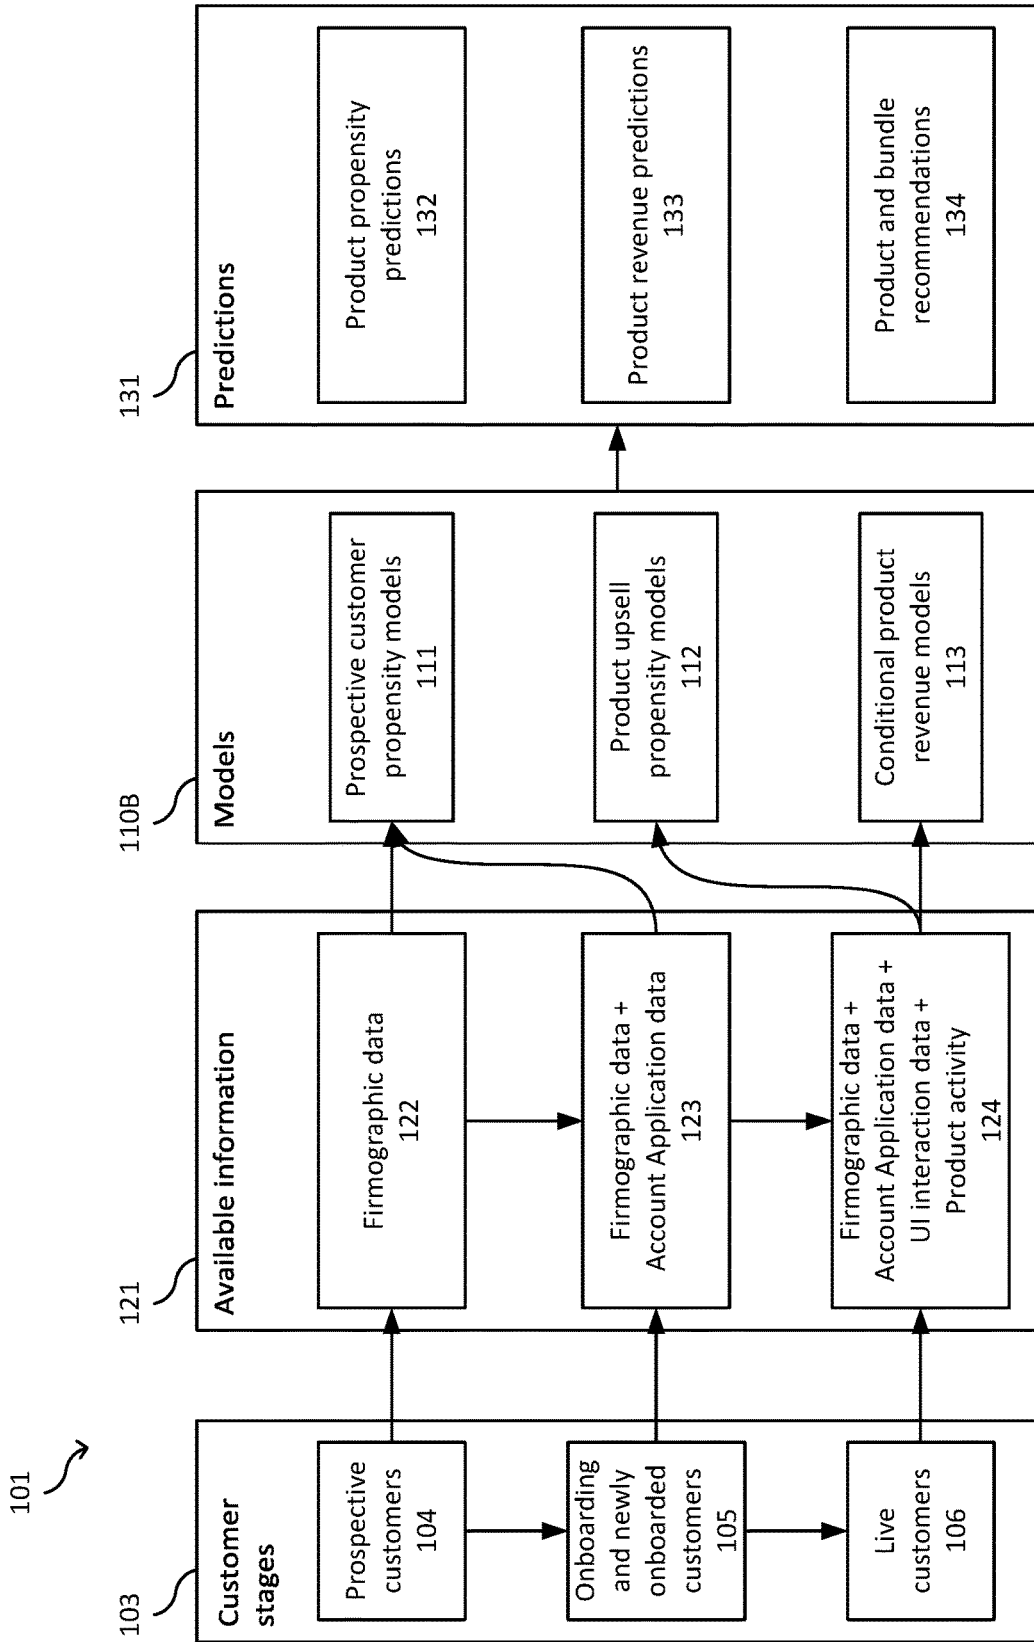 101
103
Customer
stages
Prospective
customers
104
Onboarding
and newly
onboarded
customers
105
Live
customers
106
121
Available information
Firmographic data
122
Firmographic data +
Account Application data
123
Firmographic data +
Account Application data +
UI interaction data +
Product activity
124
110B
Models
Prospective customer
propensity models
111
Product upsell
propensity models
112
Conditional product
revenue models
113
131
Predictions
Product propensity
predictions
132
Product revenue predictions
133
Product and bundle
recommendations
134